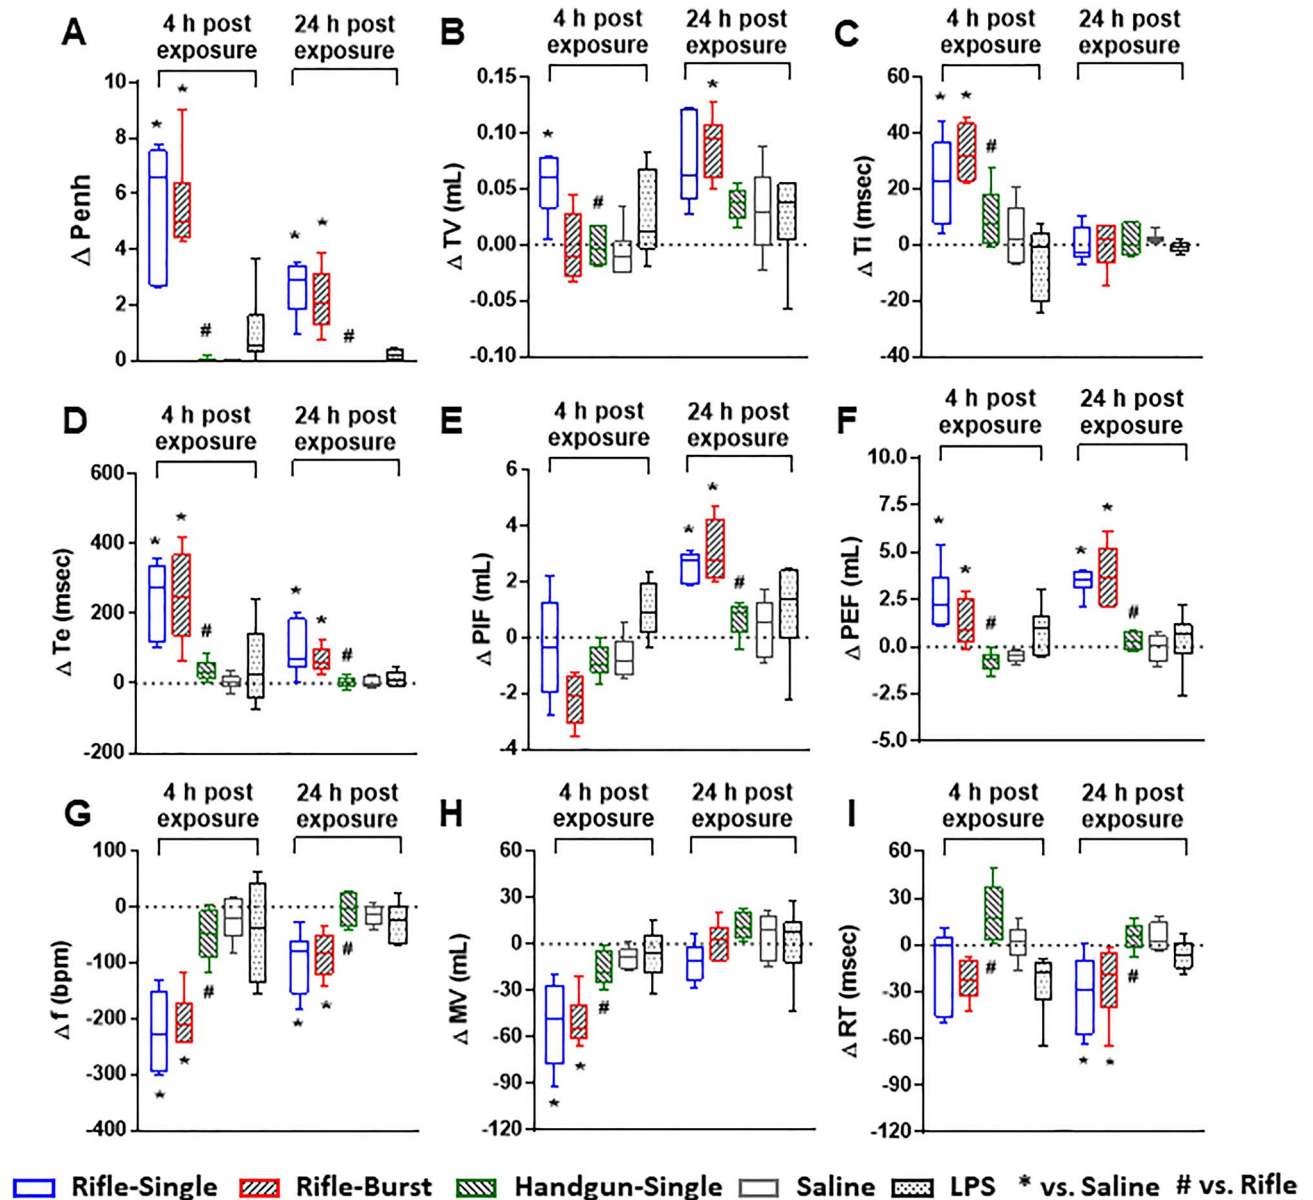 A
4 h post
exposure
24 h post
exposure
Δ Penh
10
8
6
4
2
0
*
*
#
*
*
#
B
4 h post
exposure
24 h post
exposure
Δ TV (mL)
0.15
0.10
0.05
0.00
-0.05
-0.10
*
#
*
C
4 h post
exposure
24 h post
exposure
Δ Ti (msec)
60
40
20
0
-20
-40
*
*
#
D
4 h post
exposure
24 h post
exposure
Δ Te (msec)
600
400
200
0
-200
*
*
#
*
*
#
E
4 h post
exposure
24 h post
exposure
Δ PIF (mL)
6
4
2
0
-2
-4
*
*
#
F
4 h post
exposure
24 h post
exposure
Δ PEF (mL)
10.0
7.5
5.0
2.5
0.0
-2.5
-5.0
*
*
#
*
*
#
G
4 h post
exposure
24 h post
exposure
Δ f (bpm)
100
0
-100
-200
-300
-400
*
*
#
*
*
#
H
4 h post
exposure
24 h post
exposure
Δ MV (mL)
60
30
0
-30
-60
-90
-120
*
*
#
I
4 h post
exposure
24 h post
exposure
Δ RT (msec)
60
30
0
-30
-60
-90
-120
#
*
*
#
Rifle-Single Rifle-Burst Handgun-Single Saline LPS * vs. Saline # vs. Rifle